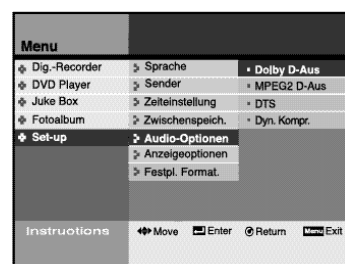 Menu
Dig.-Recorder
DVD Player
Juke Box
Fotoalbum
Set-up
Sprache
Sender
Zeiteinstellung
Zwischenspeich.
Audio-Optionen
Anzeigeoptionen
Festpl. Format.
Dolby D-Aus
MPEG2 D-Aus
DTS
Dyn. Kompr.
Instructions Move Enter Return Menu Exit